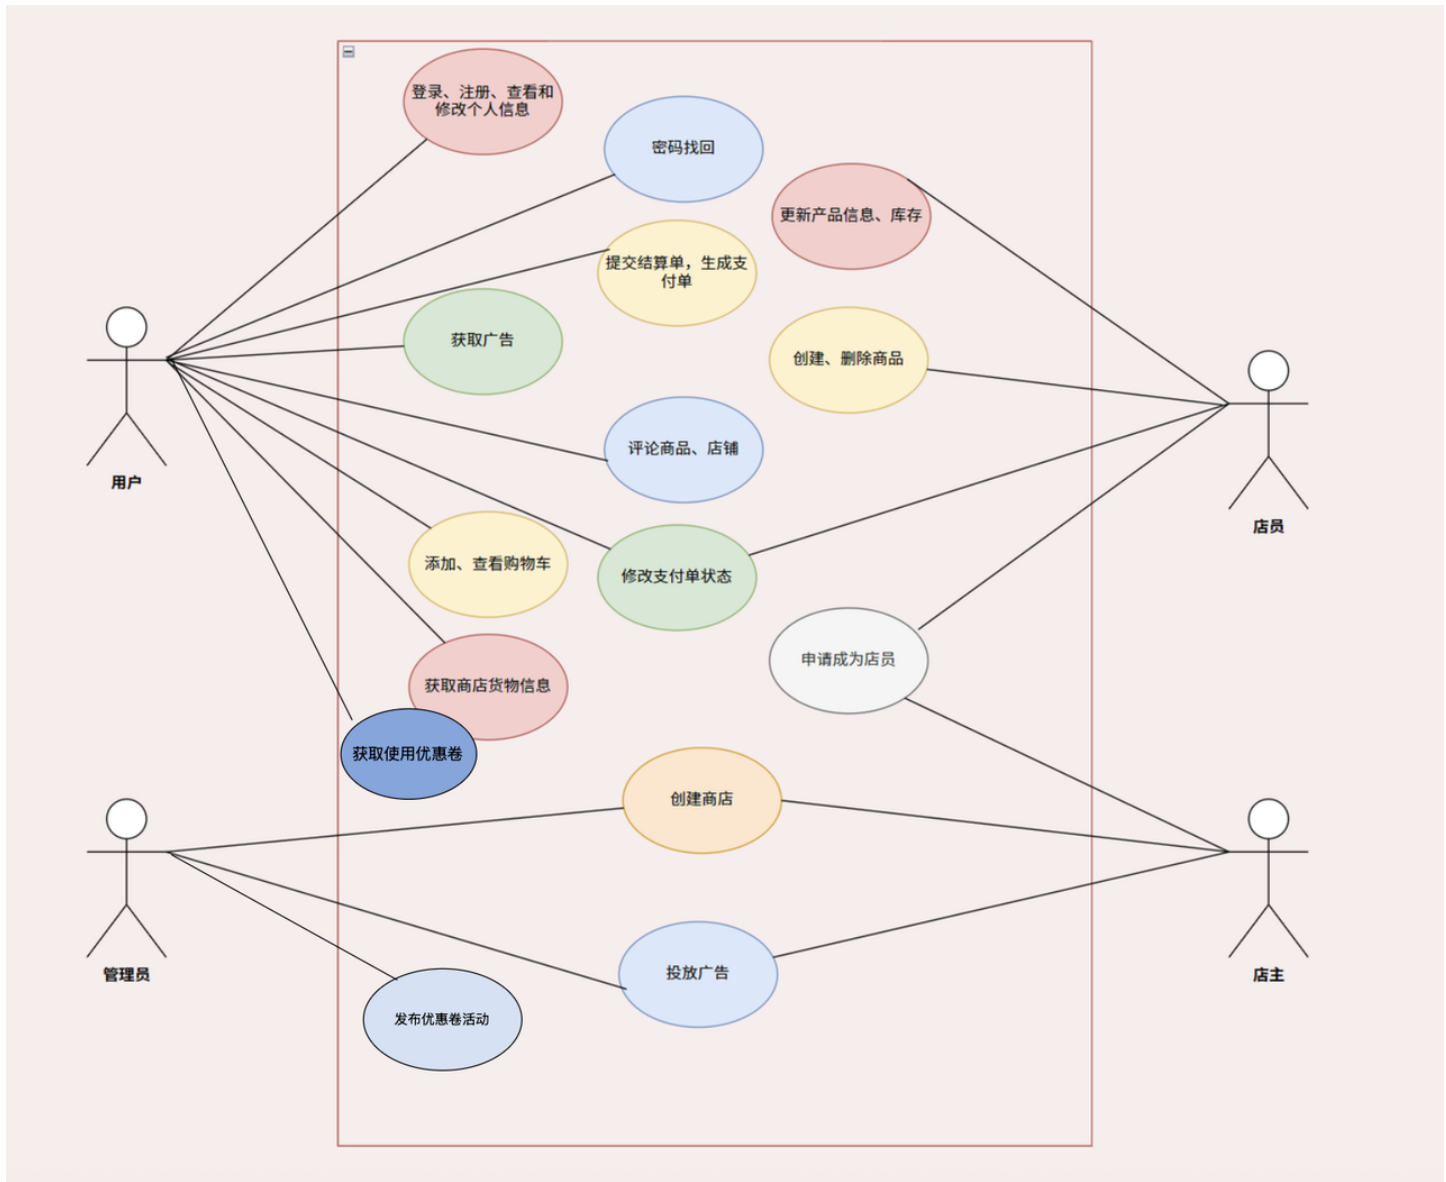 登录、注册、查看和
修改个人信息
密码找回
更新产品信息、库存
提交结算单，生成支
付单
获取广告
创建、删除商品
用户
评论商品、店铺
店员
添加、查看购物车
修改支付单状态
申请成为店员
获取商店货物信息
获取使用优惠卷
创建商店
管理员
投放广告
店主
发布优惠卷活动